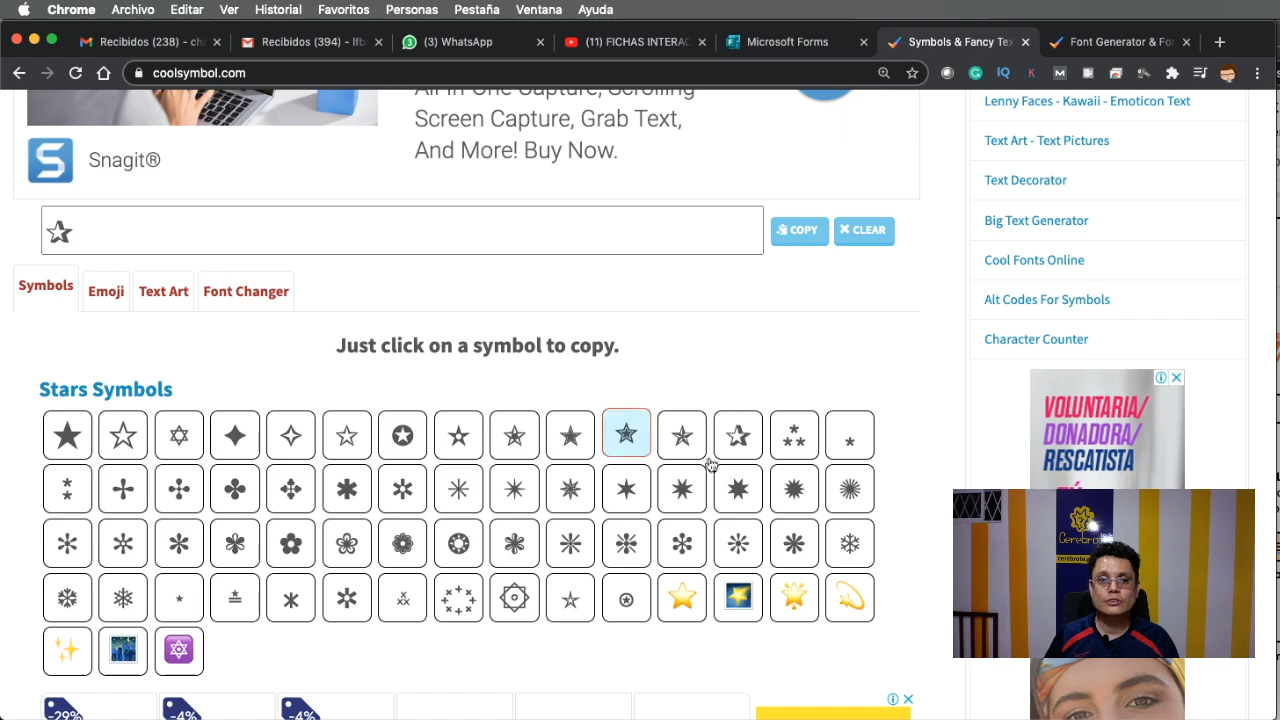 Chrome Archivo Editar Ver Historial Favoritos Personas Pestaña Ventana Ayuda
Recibidos (238) - ch
Recibidos (394) - lfb
(3) WhatsApp
(11) FICHAS INTERAC
Microsoft Forms
Symbols & Fancy Tex
Font Generator & Fo
coolsymbol.com
All-in-One Capture, Scrolling
Screen Capture, Grab Text,
And More! Buy Now.
Snagit®
COPY
CLEAR
Symbols
Emoji
Text Art
Font Changer
Just click on a symbol to copy.
Stars Symbols
-29%
-4%
-4%
Lenny Faces - Kawaii - Emoticon Text
Text Art - Text Pictures
Text Decorator
Big Text Generator
Cool Fonts Online
Alt Codes For Symbols
Character Counter
VOLUNTARIA/
DONADORA/
RESCATISTA